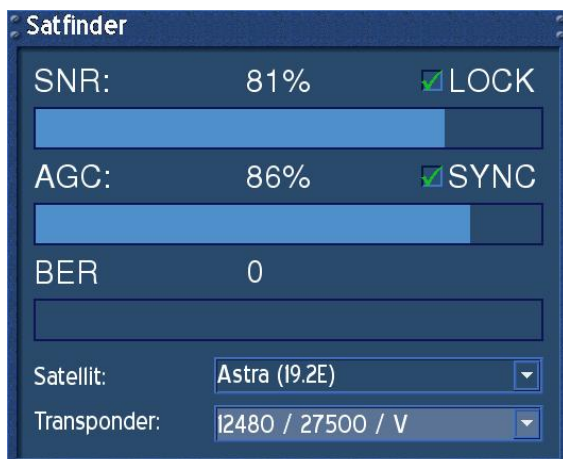 Satfinder
SNR: 81% LOCK
AGC: 86% SYNC
BER 0
Satellit: Astra (19.2E)
Transponder: 12480 / 27500 / V